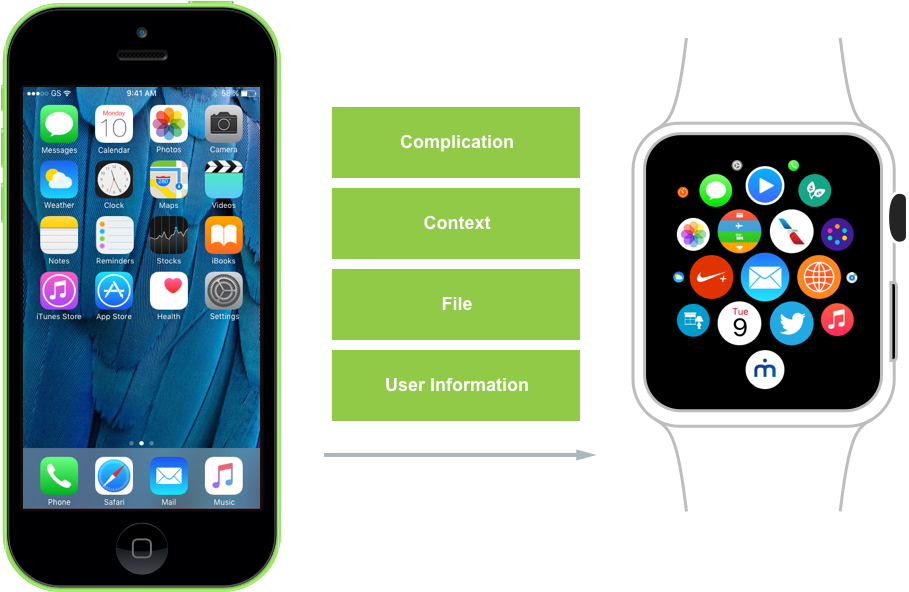 GS 9:41 AM 58%
Monday
10
Messages Calendar Photos Camera
280
Weather Clock Maps Videos
Notes Reminders Stocks iBooks
iTunes Store App Store Health Settings
Phone Safari Mail Music
Complication
Context
File
User Information
Tue
9